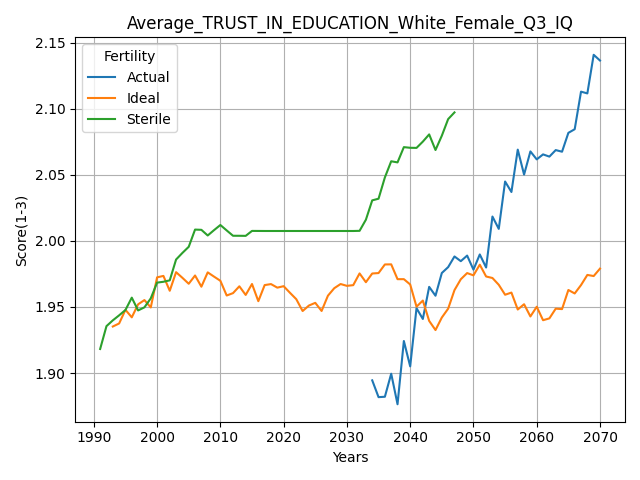 Average_TRUST_IN_EDUCATION_White_Female_Q3_IQ
Fertility
Actual
Ideal
Sterile
Score(1-3)
2.15
2.10
2.05
2.00
1.95
1.90
1990 2000 2010 2020 2030 2040 2050 2060 2070
Years